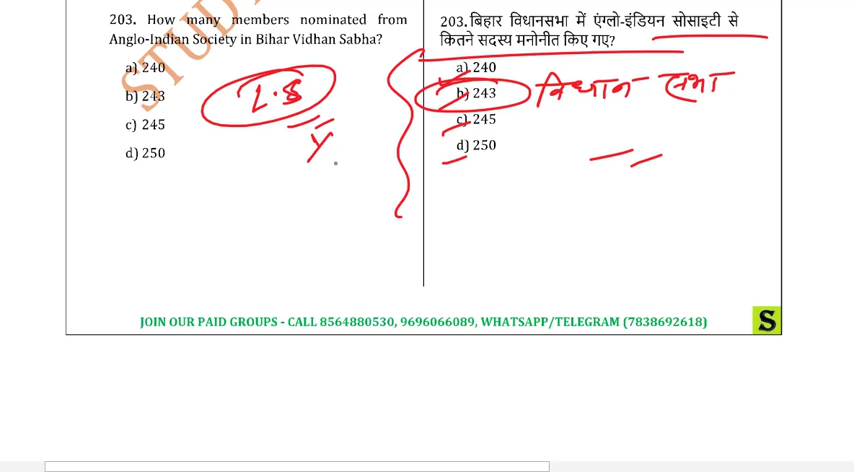 203. How many members nominated from
Anglo-Indian Society in Bihar Vidhan Sabha?
a) 240
b) 243
c) 245
d) 250
L.S
203. बिहार विधानसभा में एंग्लो-इंडियन सोसाइटी से
कितने सदस्य मनोनीत किए गए?
a) 240
b) 243
c) 245
d) 250
विधान सभा
STUD
JOIN OUR PAID GROUPS - CALL 8564880530, 9696066089, WHATSAPP/TELEGRAM (7838692618)
S